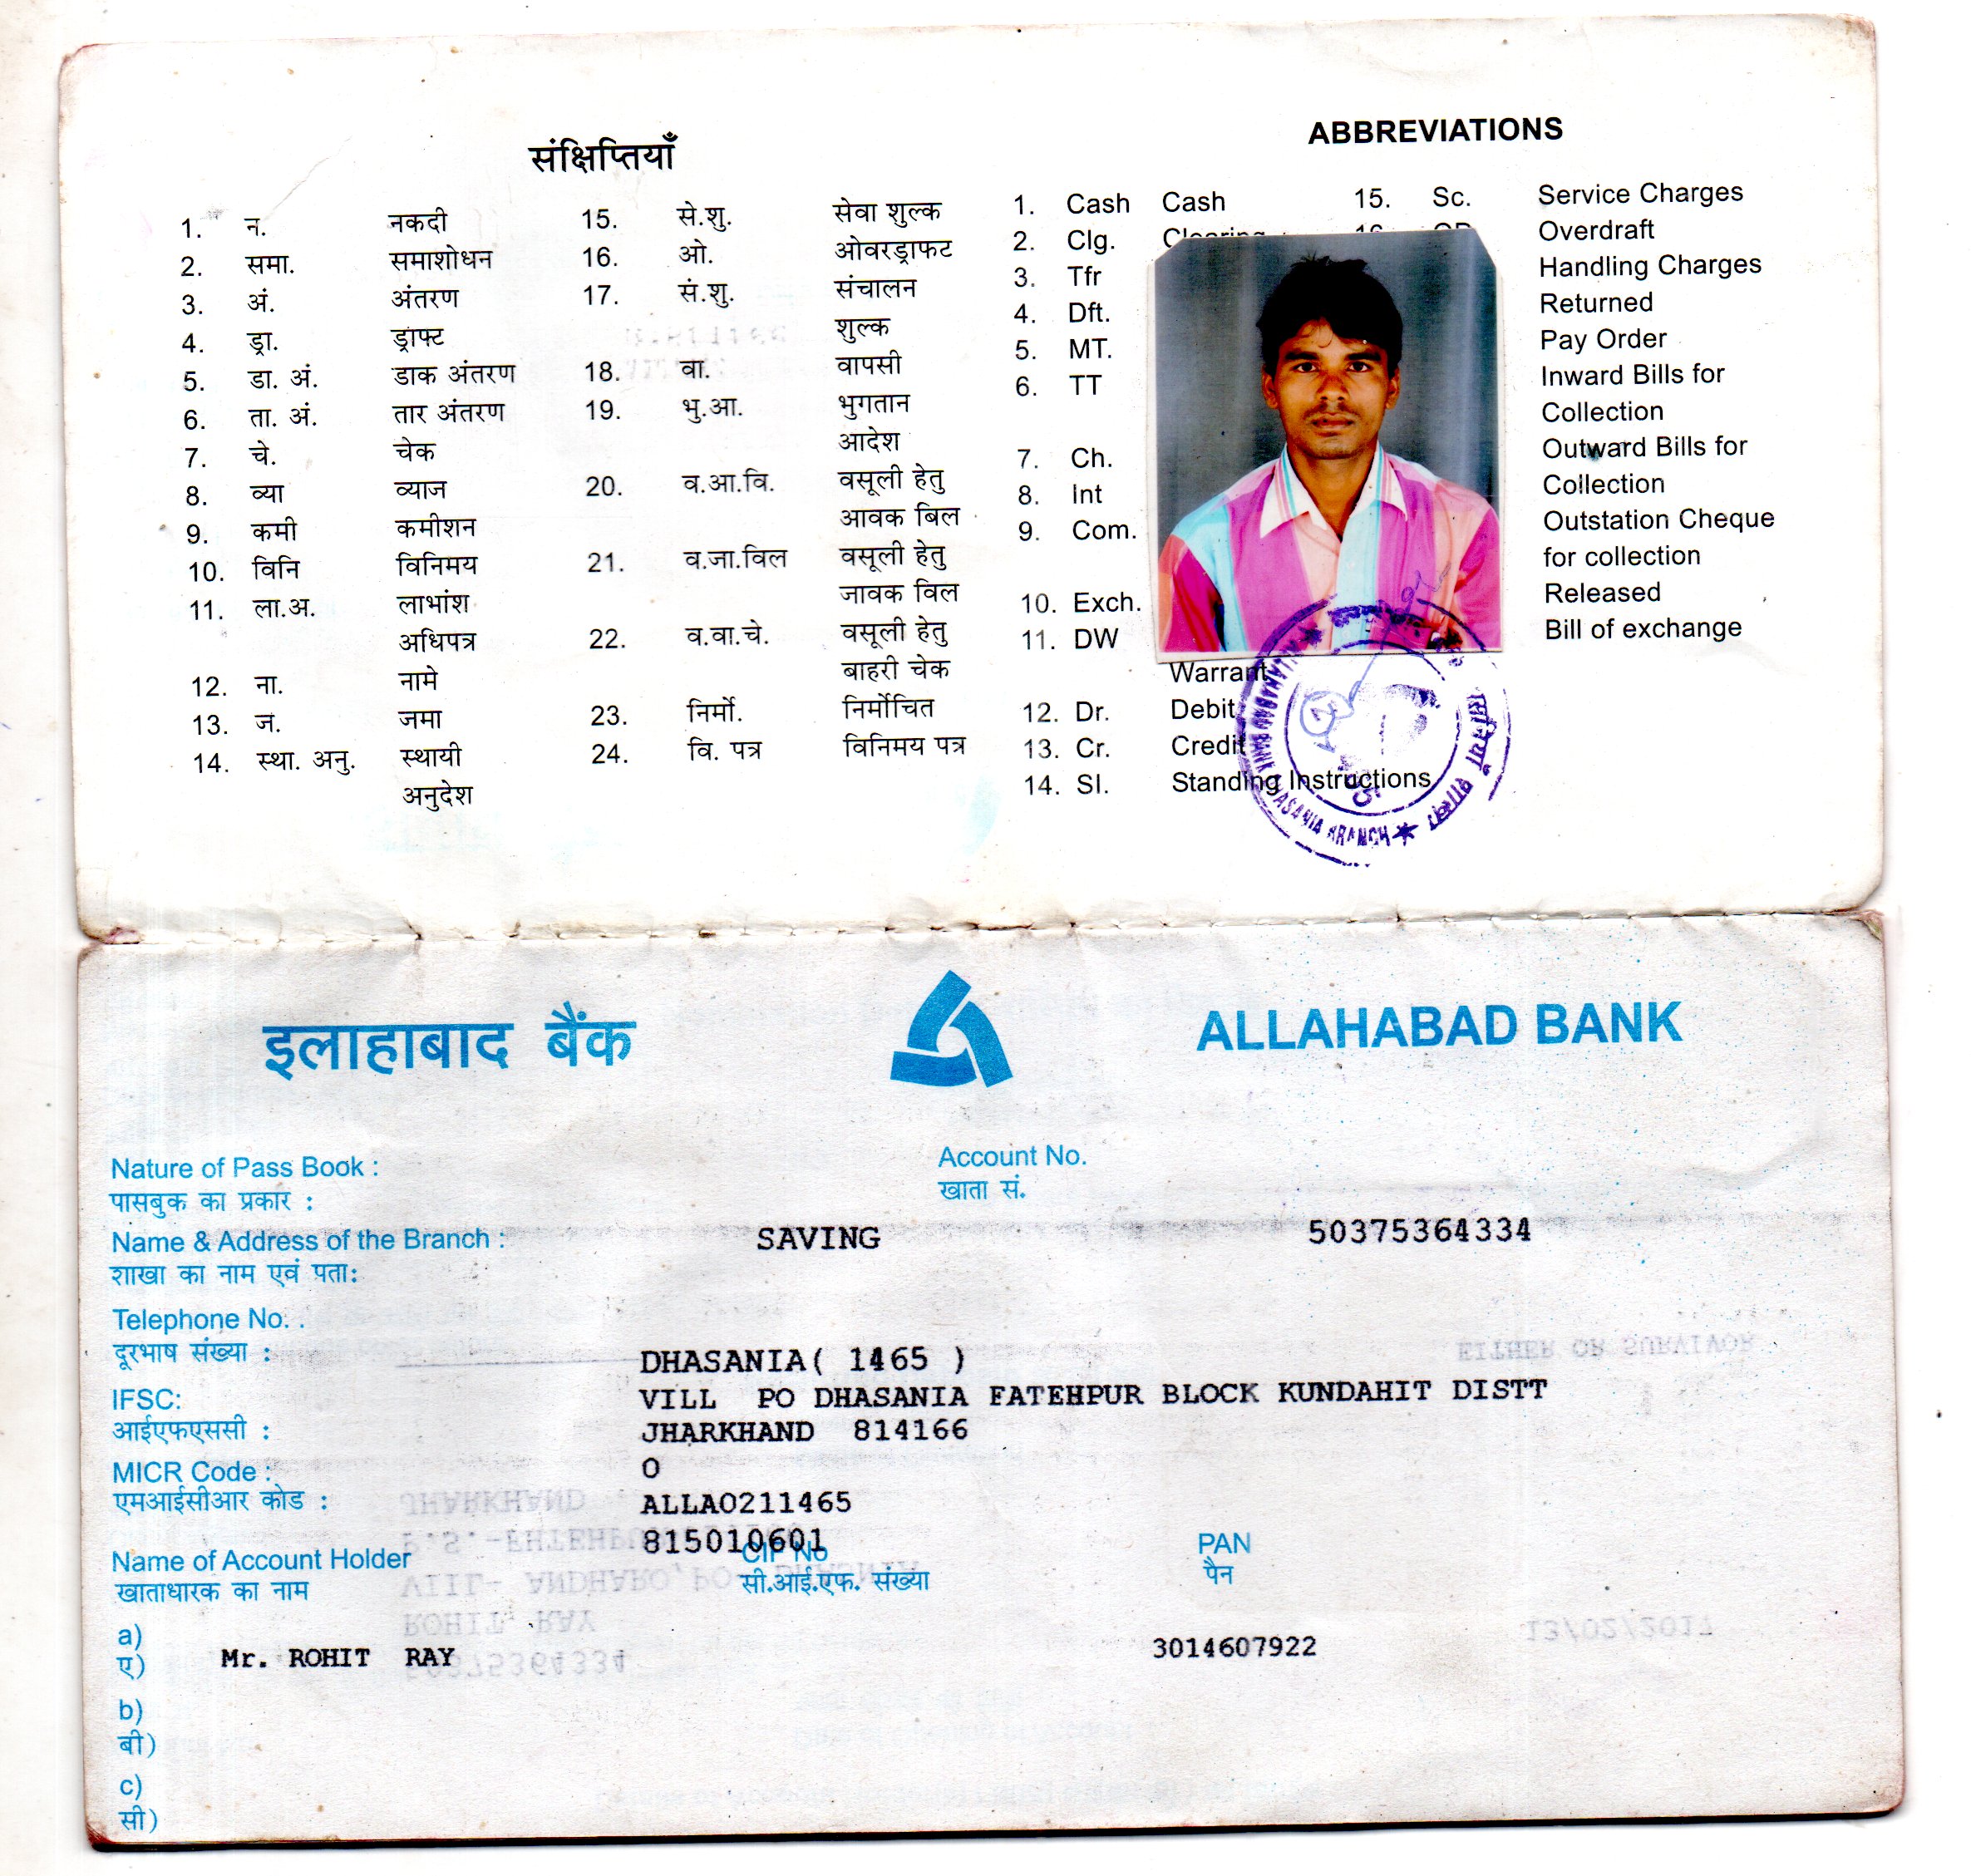 संक्षिप्तियाँ
1. न. नकदी 15. से.शु. सेवा शुल्क
2. समा. समाशोधन 16. ओ. ओवरड्राफट
3. अं. अंतरण 17. सं.शु. संचालन
4. ड्रा. ड्राफ्ट शुल्क
5. डा. अं. डाक अंतरण 18. वा. वापसी
6. ता. अं. तार अंतरण 19. भु.आ. भुगतान
7. चे. चेक आदेश
8. व्या व्याज 20. व.आ.वि. वसूली हेतु
9. कमी कमीशन आवक बिल
10. विनि विनिमय 21. व.जा.विल वसूली हेतु
11. ला.अ. लाभांश जावक विल
अधिपत्र 22. व.वा.चे. वसूली हेतु
12. ना. नामे बाहरी चेक
13. ज. जमा 23. निर्मो. निर्मोचित
14. स्था. अनु. स्थायी 24. वि. पत्र विनिमय पत्र
अनुदेश
ABBREVIATIONS
1. Cash Cash 15. Sc. Service Charges
2. Clg. Clearing 16. OD Overdraft
3. Tfr Handling Charges
4. Dft. Returned
5. MT. Pay Order
6. TT Inward Bills for
Collection
7. Ch. Outward Bills for
8. Int Collection
9. Com. Outstation Cheque
for collection
10. Exch. Released
11. DW Bill of exchange
Warrant
12. Dr. Debit
13. Cr. Credit
14. SI. Standing Instructions
ALLAHABAD BANK DHASANIA BRANCH
इलाहाबाद बैंक ALLAHABAD BANK
Nature of Pass Book : Account No.
पासबुक का प्रकार : खाता सं.
Name & Address of the Branch : SAVING 50375364334
शाखा का नाम एवं पता:
Telephone No. .
दूरभाष संख्या : DHASANIA( 1465 )
IFSC: VILL PO DHASANIA FATEHPUR BLOCK KUNDAHIT DISTT
आईएफएससी : JHARKHAND 814166
MICR Code : 0
एमआईसीआर कोड : ALLA0211465
815010601
Name of Account Holder CIF No PAN
खाताधारक का नाम सी.आई.एफ. संख्या पैन
a)
ए) Mr. ROHIT RAY 3014607922
b)
बी)
c)
सी)